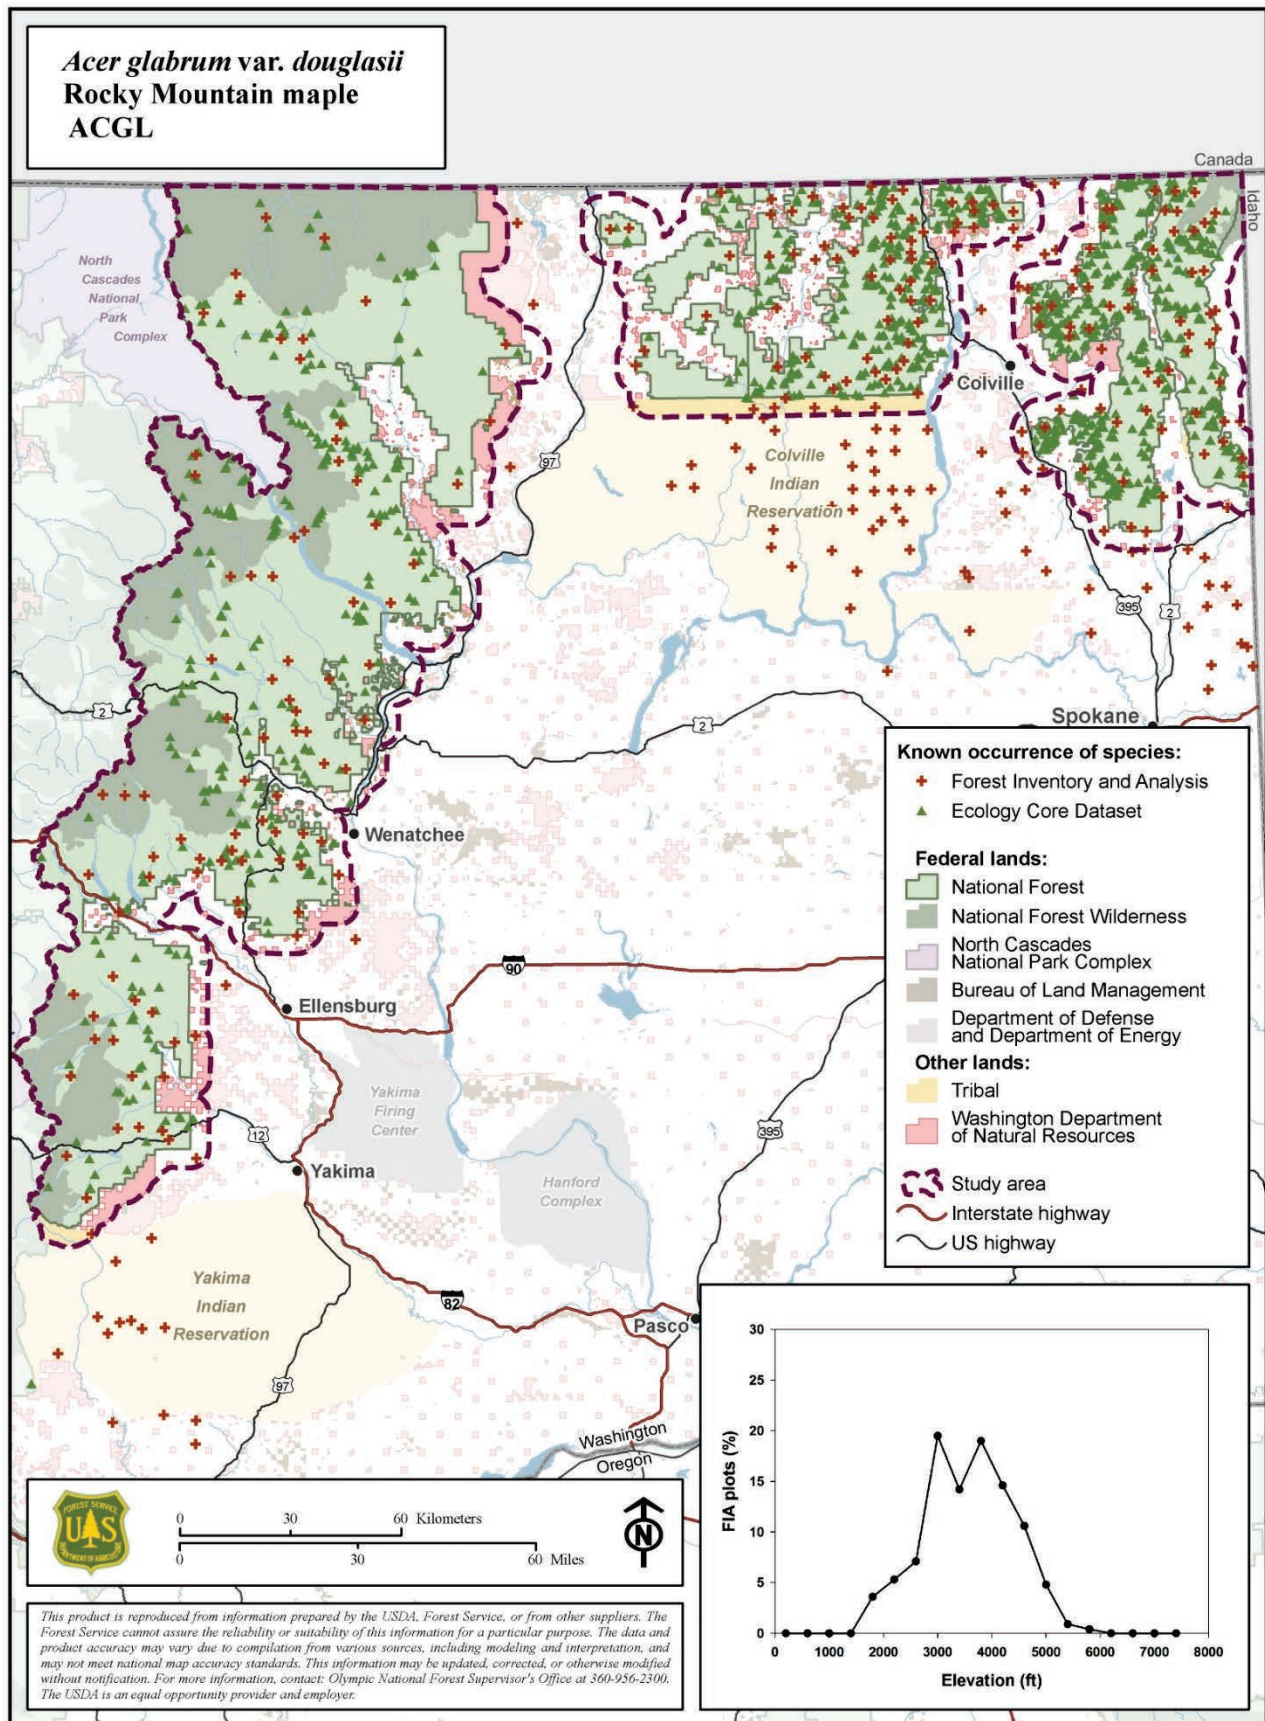 Acer glabrum var. douglasii
Rocky Mountain maple
ACGL
Canada
Idaho
North
Cascades
National
Park
Complex
97
Colville
Colville
Indian
Reservation
395
2
2
2
Spokane
Wenatchee
90
Ellensburg
Yakima
Firing
Center
395
12
Yakima
Hanford
Complex
Yakima
Indian
Reservation
82
Pasco
97
Washington
Oregon
Known occurrence of species:
Forest Inventory and Analysis
Ecology Core Dataset
Federal lands:
National Forest
National Forest Wilderness
North Cascades
National Park Complex
Bureau of Land Management
Department of Defense
and Department of Energy
Other lands:
Tribal
Washington Department
of Natural Resources
Study area
Interstate highway
US highway
FOREST SERVICE
U S
DEPARTMENT OF AGRICULTURE
0 30 60 Kilometers
0 30 60 Miles
N
This product is reproduced from information prepared by the USDA, Forest Service, or from other suppliers. The
Forest Service cannot assure the reliability or suitability of this information for a particular purpose. The data and
product accuracy may vary due to compilation from various sources, including modeling and interpretation, and
may not meet national map accuracy standards. This information may be updated, corrected, or otherwise modified
without notification. For more information, contact: Olympic National Forest Supervisor's Office at 360-956-2300.
The USDA is an equal opportunity provider and employer.
FIA plots (%)
30
25
20
15
10
5
0
0 1000 2000 3000 4000 5000 6000 7000 8000
Elevation (ft)